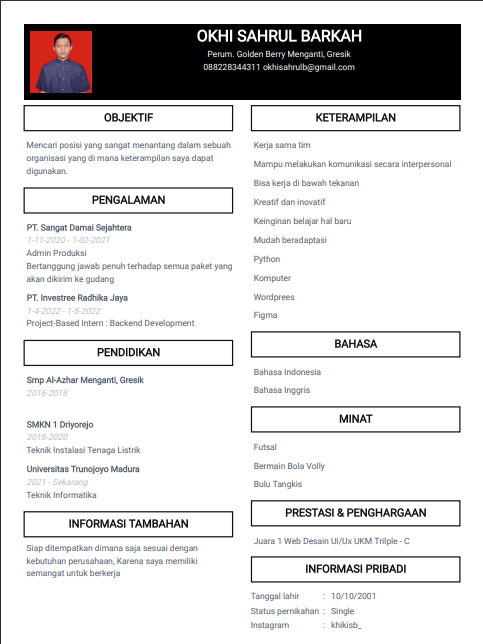 OKHI SAHRUL BARKAH
Perum. Golden Berry Menganti, Gresik
088228344311 okhisahrulb@gmail.com
OBJEKTIF
Mencari posisi yang sangat menantang dalam sebuah
organisasi yang di mana keterampilan saya dapat
digunakan.
PENGALAMAN
PT. Sangat Damai Sejahtera
1-11-2020 - 1-02-2021
Admin Produksi
Bertanggung jawab penuh terhadap semua paket yang
akan dikirim ke gudang
PT. Investree Radhika Jaya
1-4-2022 - 1-5-2022
Project-Based Intern : Backend Development
PENDIDIKAN
Smp Al-Azhar Menganti, Gresik
2016-2018
SMKN 1 Driyorejo
2018-2020
Teknik Instalasi Tenaga Listrik
Universitas Trunojoyo Madura
2021 - Sekarang
Teknik Informatika
INFORMASI TAMBAHAN
Siap ditempatkan dimana saja sesuai dengan
kebutuhan perusahaan, Karena saya memiliki
semangat untuk berkerja
KETERAMPILAN
Kerja sama tim
Mampu melakukan komunikasi secara interpersonal
Bisa kerja di bawah tekanan
Kreatif dan inovatif
Keinginan belajar hal baru
Mudah beradaptasi
Python
Komputer
Wordprees
Figma
BAHASA
Bahasa Indonesia
Bahasa Inggris
MINAT
Futsal
Bermain Bola Volly
Bulu Tangkis
PRESTASI & PENGHARGAAN
Juara 1 Web Desain Ui/Ux UKM Trilple - C
INFORMASI PRIBADI
Tanggal lahir : 10/10/2001
Status pernikahan : Single
Instagram : khikisb_